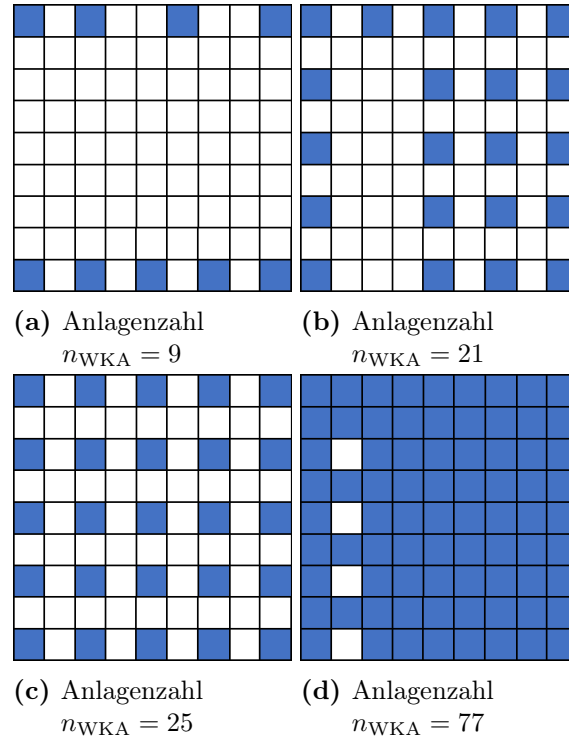 (a) Anlagenzahl
n_WKA = 9
(b) Anlagenzahl
n_WKA = 21
(c) Anlagenzahl
n_WKA = 25
(d) Anlagenzahl
n_WKA = 77